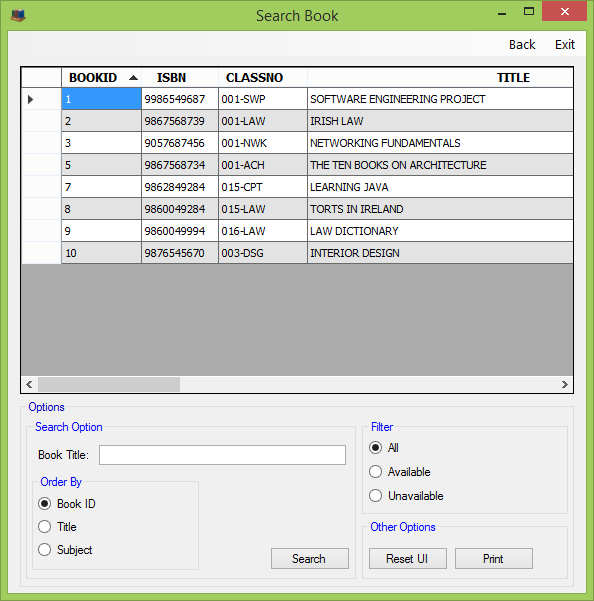 Search Book
Back Exit
BOOKID ISBN CLASSNO TITLE
1 9986549687 001-SWP SOFTWARE ENGINEERING PROJECT
2 9867568739 001-LAW IRISH LAW
3 9057687456 001-NWK NETWORKING FUNDAMENTALS
5 9867568734 001-ACH THE TEN BOOKS ON ARCHITECTURE
7 9862849284 015-CPT LEARNING JAVA
8 9860049284 015-LAW TORTS IN IRELAND
9 9860049994 016-LAW LAW DICTIONARY
10 9876545670 003-DSG INTERIOR DESIGN
Options
Search Option
Book Title:
Order By
Book ID
Title
Subject
Search
Filter
All
Available
Unavailable
Other Options
Reset UI Print